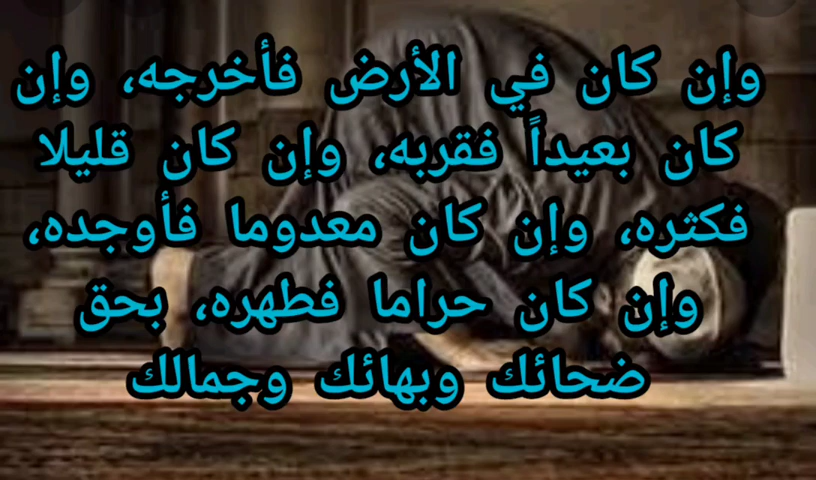 وإن كان في الأرض فأخرجه، وإن
كان بعيداً فقربه، وإن كان قليلا
فكثره، وإن كان معدوما فأوجده،
وإن كان حراما فطهره، بحق
ضحائك وبهائك وجمالك